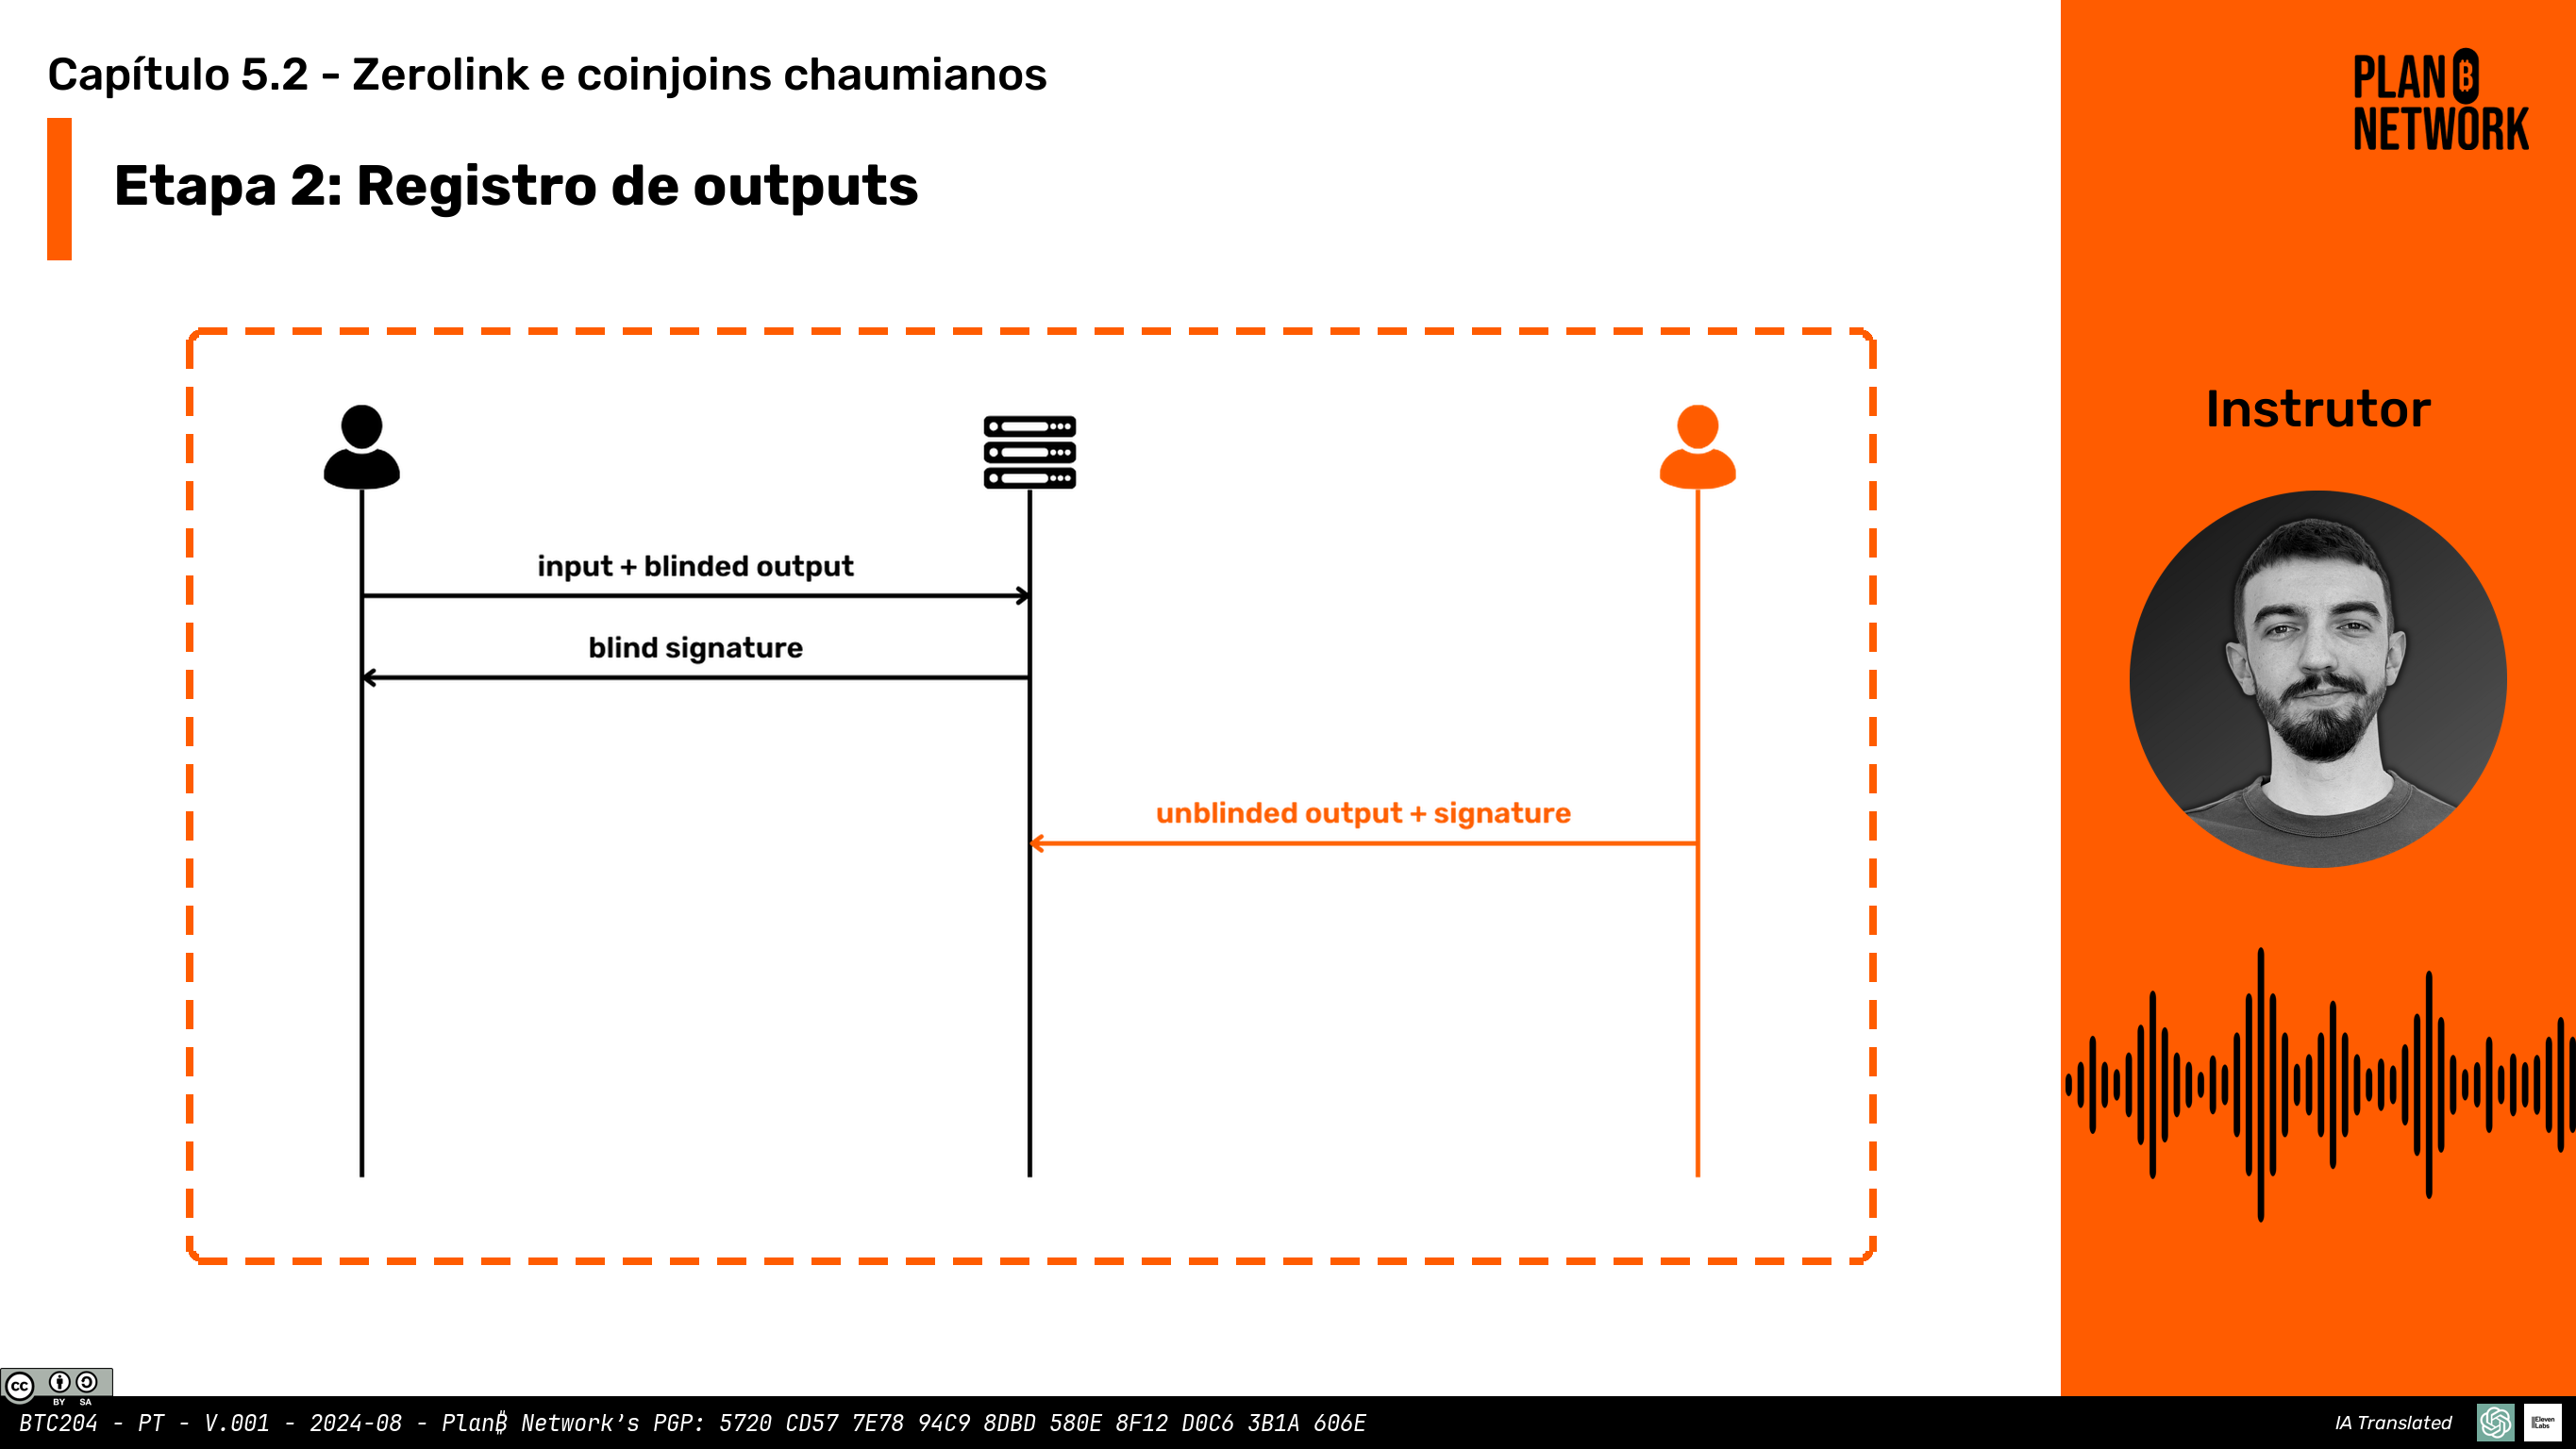 Capítulo 5.2 - Zerolink e coinjoins chaumianos
Etapa 2: Registro de outputs
PLAN ₿
NETWORK
Instrutor
input + blinded output
blind signature
unblinded output + signature
CC BY SA
BTC204 - PT - V.001 - 2024-08 - Plan₿ Network's PGP: 5720 CD57 7E78 94C9 8DBD 580E 8F12 D0C6 3B1A 606E
IA Translated
ElevenLabs